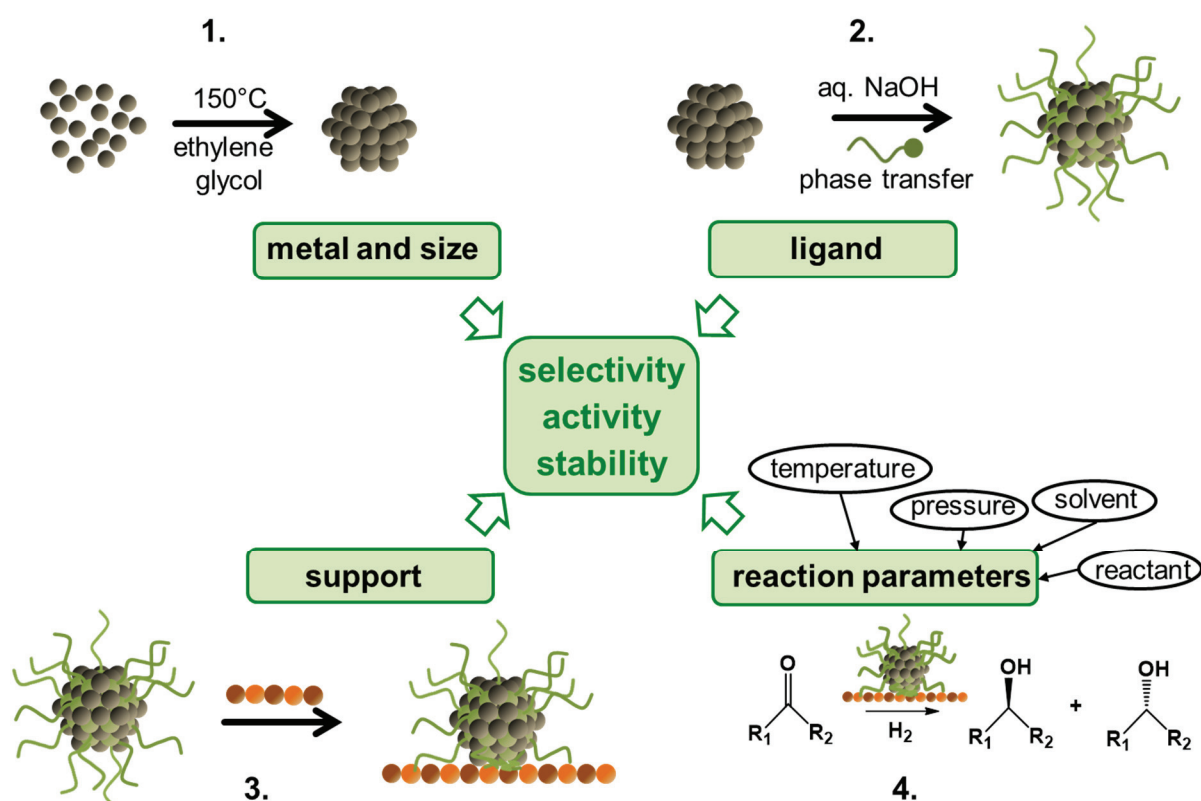 1.
150°C
ethylene
glycol
2.
aq. NaOH
phase transfer
metal and size
ligand
selectivity
activity
stability
temperature
pressure
solvent
reactant
support
reaction parameters
3.
O
R1 R2
H2
OH
R1 R2
+
OH
R1 R2
4.